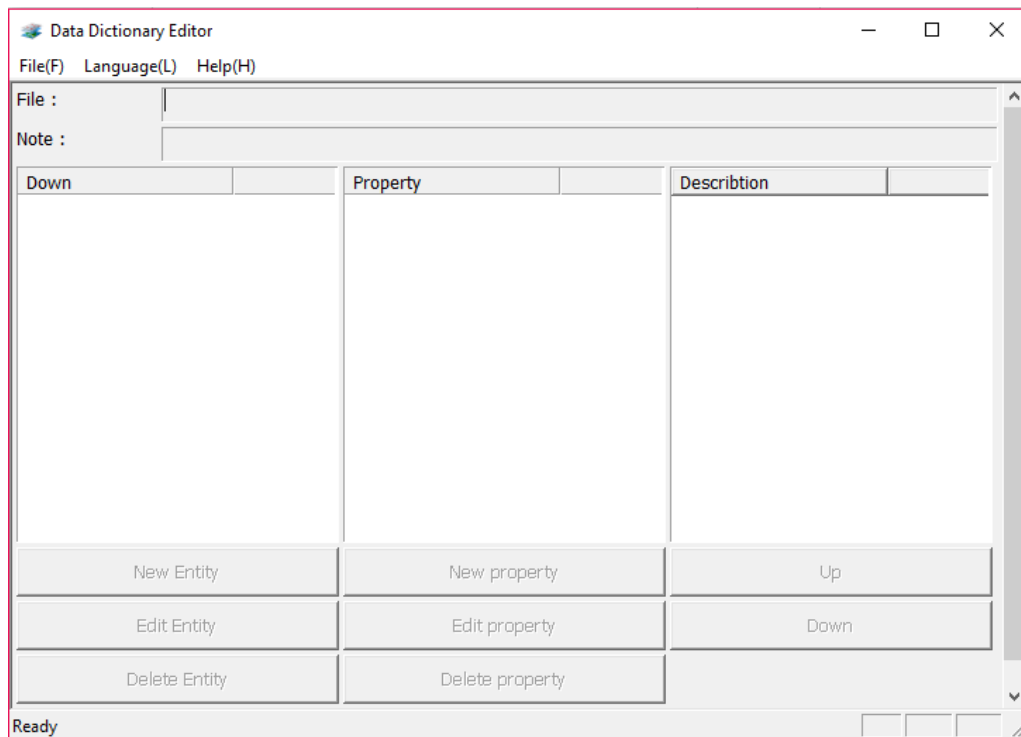 Data Dictionary Editor
File(F) Language(L) Help(H)
File :
Note :
Down Property Describtion
New Entity New property Up
Edit Entity Edit property Down
Delete Entity Delete property
Ready